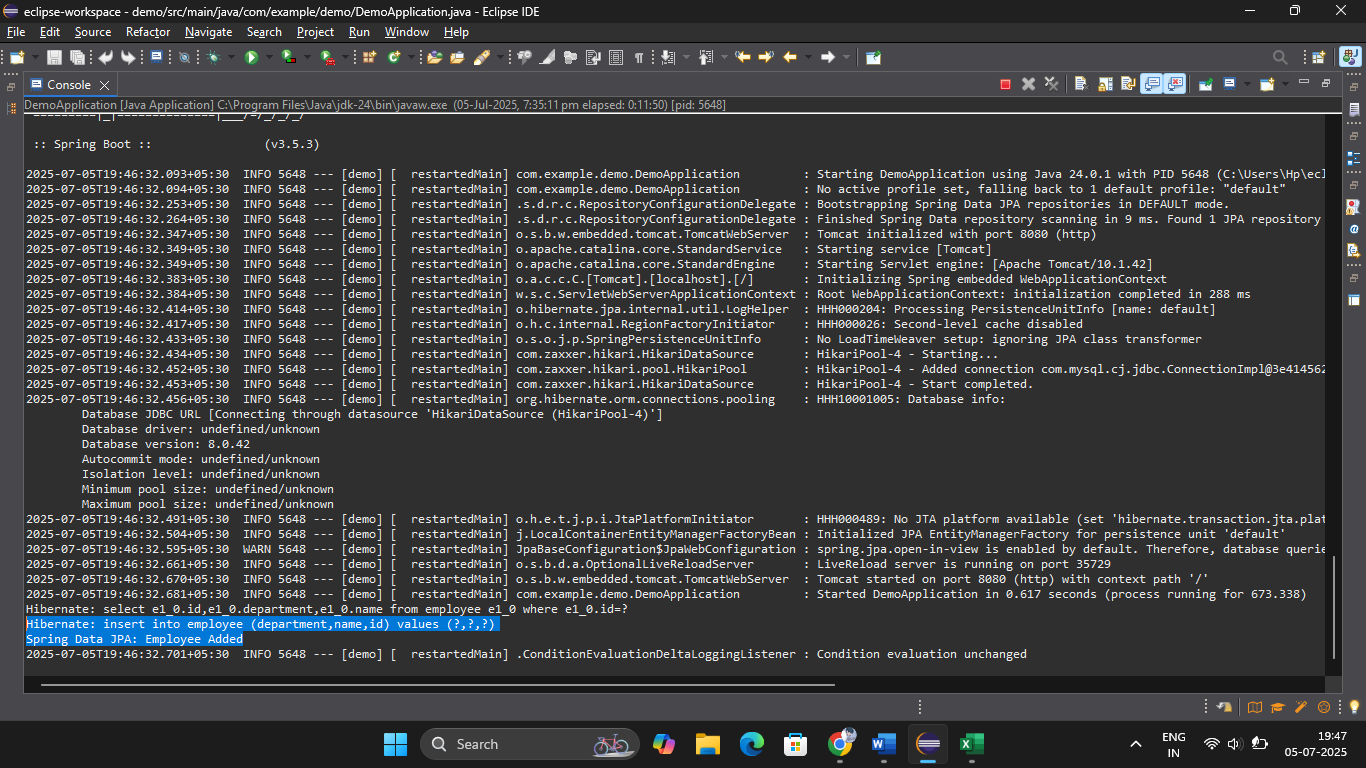 eclipse-workspace - demo/src/main/java/com/example/demo/DemoApplication.java - Eclipse IDE
File Edit Source Refactor Navigate Search Project Run Window Help
Console
DemoApplication [Java Application] C:\Program Files\Java\jdk-24\bin\javaw.exe (05-Jul-2025, 7:35:11 pm elapsed: 0:11:50) [pid: 5648]
=========|_|==============|___/=/_/_/_/
:: Spring Boot :: (v3.5.3)
2025-07-05T19:46:32.093+05:30 INFO 5648 --- [demo] [ restartedMain] com.example.demo.DemoApplication : Starting DemoApplication using Java 24.0.1 with PID 5648 (C:\Users\Hp\ecl
2025-07-05T19:46:32.094+05:30 INFO 5648 --- [demo] [ restartedMain] com.example.demo.DemoApplication : No active profile set, falling back to 1 default profile: "default"
2025-07-05T19:46:32.253+05:30 INFO 5648 --- [demo] [ restartedMain] .s.d.r.c.RepositoryConfigurationDelegate : Bootstrapping Spring Data JPA repositories in DEFAULT mode.
2025-07-05T19:46:32.264+05:30 INFO 5648 --- [demo] [ restartedMain] .s.d.r.c.RepositoryConfigurationDelegate : Finished Spring Data repository scanning in 9 ms. Found 1 JPA repository
2025-07-05T19:46:32.347+05:30 INFO 5648 --- [demo] [ restartedMain] o.s.b.w.embedded.tomcat.TomcatWebServer : Tomcat initialized with port 8080 (http)
2025-07-05T19:46:32.349+05:30 INFO 5648 --- [demo] [ restartedMain] o.apache.catalina.core.StandardService : Starting service [Tomcat]
2025-07-05T19:46:32.349+05:30 INFO 5648 --- [demo] [ restartedMain] o.apache.catalina.core.StandardEngine : Starting Servlet engine: [Apache Tomcat/10.1.42]
2025-07-05T19:46:32.383+05:30 INFO 5648 --- [demo] [ restartedMain] o.a.c.c.C.[Tomcat].[localhost].[/] : Initializing Spring embedded WebApplicationContext
2025-07-05T19:46:32.384+05:30 INFO 5648 --- [demo] [ restartedMain] w.s.c.ServletWebServerApplicationContext : Root WebApplicationContext: initialization completed in 288 ms
2025-07-05T19:46:32.414+05:30 INFO 5648 --- [demo] [ restartedMain] o.hibernate.jpa.internal.util.LogHelper : HHH000204: Processing PersistenceUnitInfo [name: default]
2025-07-05T19:46:32.417+05:30 INFO 5648 --- [demo] [ restartedMain] o.h.c.internal.RegionFactoryInitiator : HHH000026: Second-level cache disabled
2025-07-05T19:46:32.433+05:30 INFO 5648 --- [demo] [ restartedMain] o.s.o.j.p.SpringPersistenceUnitInfo : No LoadTimeWeaver setup: ignoring JPA class transformer
2025-07-05T19:46:32.434+05:30 INFO 5648 --- [demo] [ restartedMain] com.zaxxer.hikari.HikariDataSource : HikariPool-4 - Starting...
2025-07-05T19:46:32.452+05:30 INFO 5648 --- [demo] [ restartedMain] com.zaxxer.hikari.pool.HikariPool : HikariPool-4 - Added connection com.mysql.cj.jdbc.ConnectionImpl@3e414562
2025-07-05T19:46:32.453+05:30 INFO 5648 --- [demo] [ restartedMain] com.zaxxer.hikari.HikariDataSource : HikariPool-4 - Start completed.
2025-07-05T19:46:32.456+05:30 INFO 5648 --- [demo] [ restartedMain] org.hibernate.orm.connections.pooling : HHH10001005: Database info:
Database JDBC URL [Connecting through datasource 'HikariDataSource (HikariPool-4)']
Database driver: undefined/unknown
Database version: 8.0.42
Autocommit mode: undefined/unknown
Isolation level: undefined/unknown
Minimum pool size: undefined/unknown
Maximum pool size: undefined/unknown
2025-07-05T19:46:32.491+05:30 INFO 5648 --- [demo] [ restartedMain] o.h.e.t.j.p.i.JtaPlatformInitiator : HHH000489: No JTA platform available (set 'hibernate.transaction.jta.plat
2025-07-05T19:46:32.504+05:30 INFO 5648 --- [demo] [ restartedMain] j.LocalContainerEntityManagerFactoryBean : Initialized JPA EntityManagerFactory for persistence unit 'default'
2025-07-05T19:46:32.595+05:30 WARN 5648 --- [demo] [ restartedMain] JpaBaseConfiguration$JpaWebConfiguration : spring.jpa.open-in-view is enabled by default. Therefore, database querie
2025-07-05T19:46:32.661+05:30 INFO 5648 --- [demo] [ restartedMain] o.s.b.d.a.OptionalLiveReloadServer : LiveReload server is running on port 35729
2025-07-05T19:46:32.670+05:30 INFO 5648 --- [demo] [ restartedMain] o.s.b.w.embedded.tomcat.TomcatWebServer : Tomcat started on port 8080 (http) with context path '/'
2025-07-05T19:46:32.681+05:30 INFO 5648 --- [demo] [ restartedMain] com.example.demo.DemoApplication : Started DemoApplication in 0.617 seconds (process running for 673.338)
Hibernate: select e1_0.id,e1_0.department,e1_0.name from employee e1_0 where e1_0.id=?
Hibernate: insert into employee (department,name,id) values (?,?,?)
Spring Data JPA: Employee Added
2025-07-05T19:46:32.701+05:30 INFO 5648 --- [demo] [ restartedMain] .ConditionEvaluationDeltaLoggingListener : Condition evaluation unchanged
Search
ENG
IN
19:47
05-07-2025